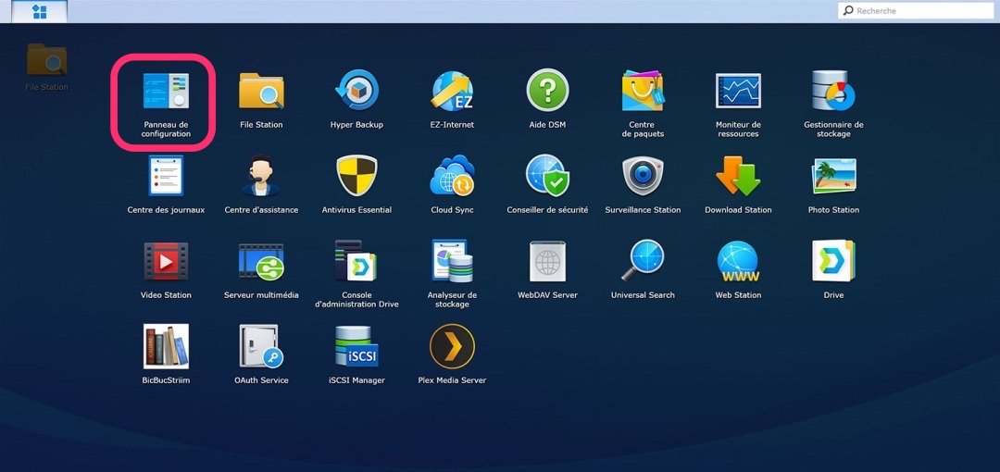 Recherche
File Station
Panneau de
configuration
File Station
Hyper Backup
EZ
EZ-Internet
?
Aide DSM
Centre
de paquets
Moniteur de
ressources
Gestionnaire de
stockage
Centre des journaux
Centre d'assistance
Antivirus Essential
Cloud Sync
Conseiller de sécurité
Surveillance Station
Download Station
Photo Station
Video Station
Serveur multimédia
Console
d'administration Drive
Analyseur de
stockage
WebDAV Server
Universal Search
WWW
Web Station
Drive
BicBucStriim
OAuth Service
iSCSI
iSCSI Manager
Plex Media Server